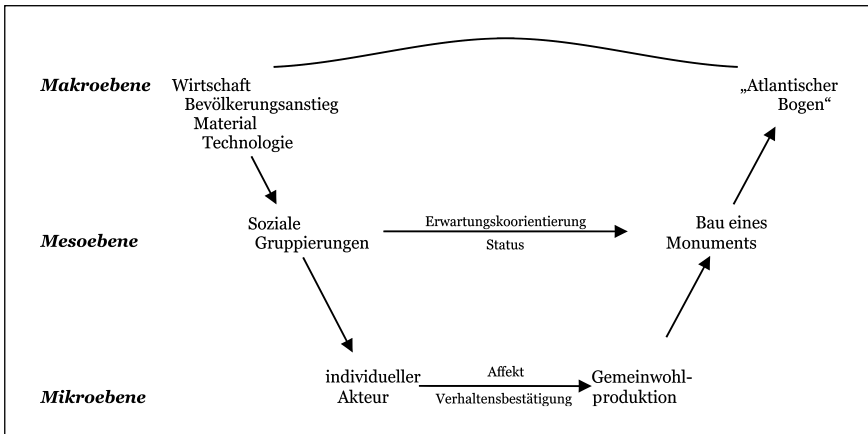 Makroebene
Wirtschaft
Bevölkerungsanstieg
Material
Technologie
„Atlantischer
Bogen“
Mesoebene
Soziale
Gruppierungen
Erwartungskoorientierung
Status
Bau eines
Monuments
Mikroebene
individueller
Akteur
Affekt
Verhaltensbestätigung
Gemeinwohl-
produktion